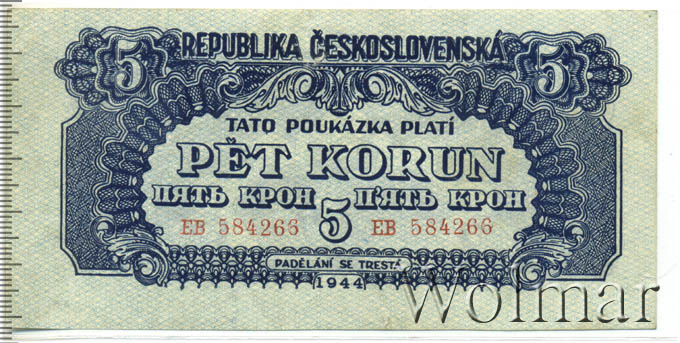 5 REPUBLIKA ČESKOSLOVENSKÁ 5
TATO POUKÁZKA PLATÍ
PĚT KORUN
ПЯТЬ КРОН П'ЯТЬ КРОН
EB 584266 5 EB 584266
PADĚLÁNÍ SE TRESTÁ
1944
Wolmar